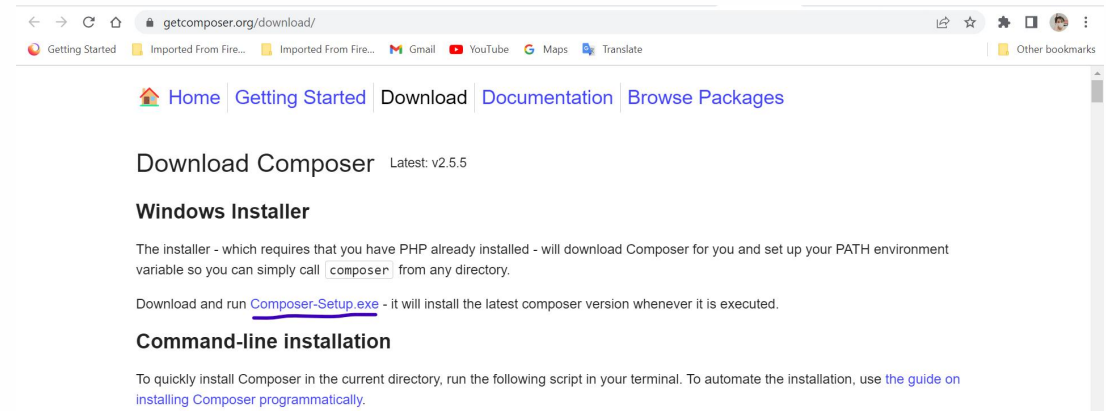 getcomposer.org/download/
Getting Started Imported From Fire... Imported From Fire... Gmail YouTube Maps Translate Other bookmarks
Home Getting Started Download Documentation Browse Packages
Download Composer Latest: v2.5.5
Windows Installer
The installer - which requires that you have PHP already installed - will download Composer for you and set up your PATH environment
variable so you can simply call composer from any directory.
Download and run Composer-Setup.exe - it will install the latest composer version whenever it is executed.
Command-line installation
To quickly install Composer in the current directory, run the following script in your terminal. To automate the installation, use the guide on
installing Composer programmatically.